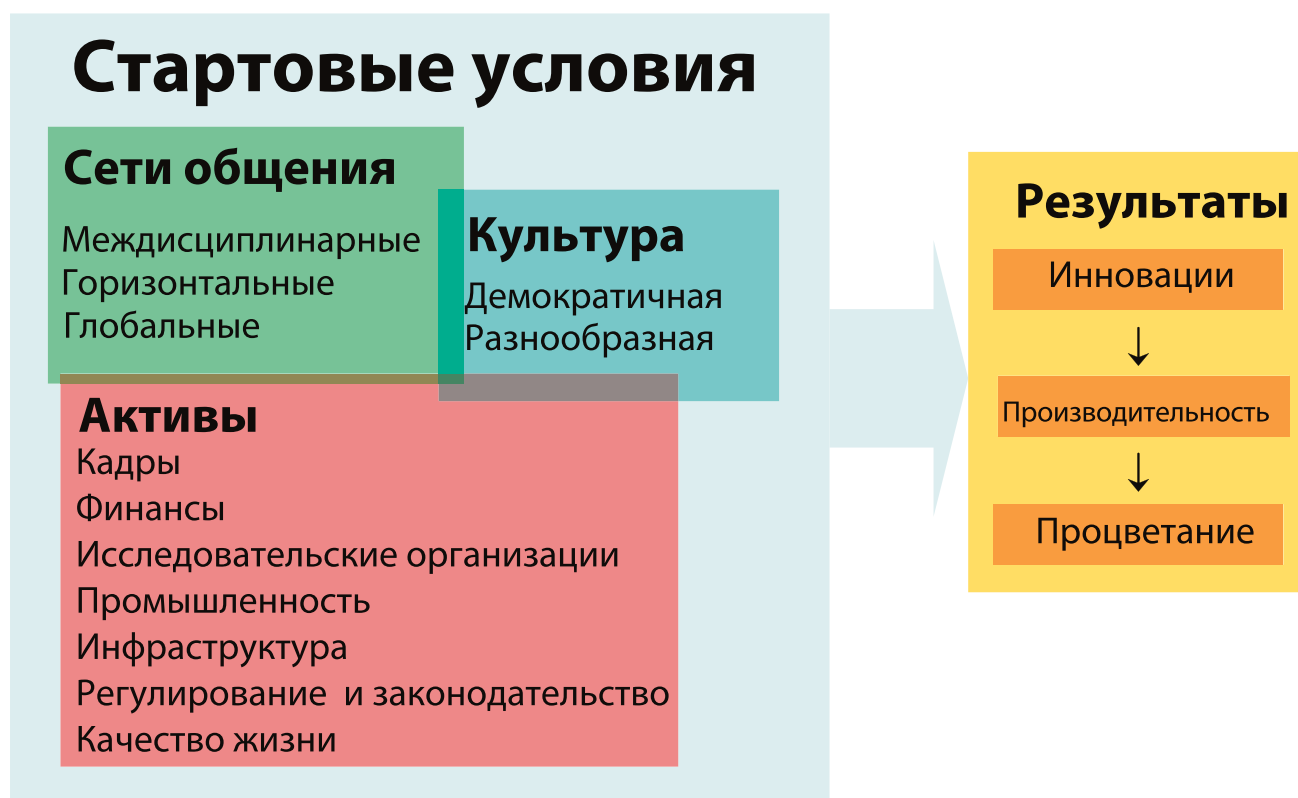 Стартовые условия
Сети общения
Междисциплинарные
Горизонтальные
Глобальные
Культура
Демократичная
Разнообразная
Активы
Кадры
Финансы
Исследовательские организации
Промышленность
Инфраструктура
Регулирование и законодательство
Качество жизни
Результаты
Инновации
↓
Производительность
↓
Процветание